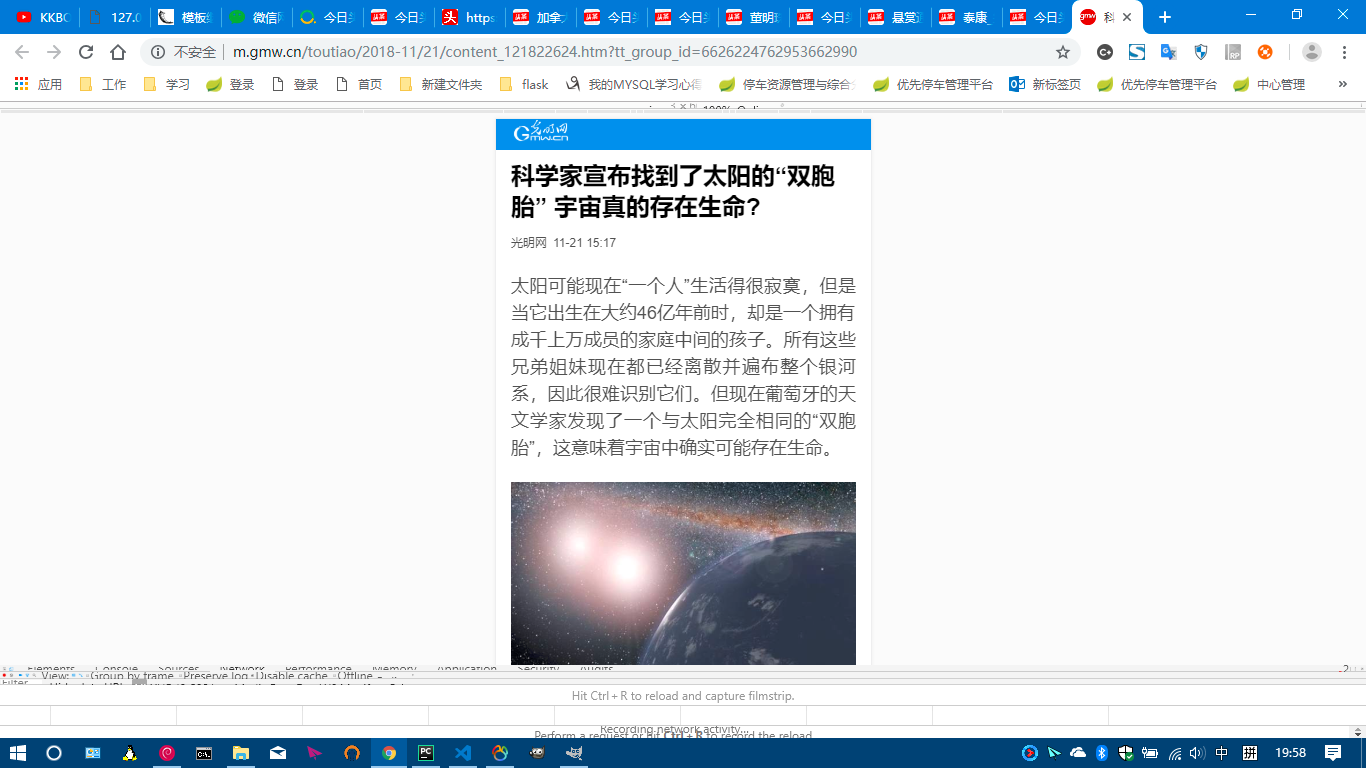 KKBC
127.0
模板
微信
今日
今日
https
加拿
今日
今日
董明
今日
悬赏
泰康
今日
不安全
m.gmw.cn/toutiao/2018-11/21/content_121822624.htm?tt_group_id=6626224762953662990
应用
工作
学习
登录
登录
首页
新建文件夹
flask
我的MYSQL学习心得
停车资源管理与综合
优先停车管理平台
新标签页
优先停车管理平台
中心管理
»
光明网
GMW.CN
科学家宣布找到了太阳的“双胞
胎” 宇宙真的存在生命?
光明网 11-21 15:17
太阳可能现在“一个人”生活得很寂寞，但是
当它出生在大约46亿年前时，却是一个拥有
成千上万成员的家庭中间的孩子。所有这些
兄弟姐妹现在都已经离散并遍布整个银河
系，因此很难识别它们。但现在葡萄牙的天
文学家发现了一个与太阳完全相同的“双胞
胎”，这意味着宇宙中确实可能存在生命。
Elements Console Sources Network Performance Memory Application Security Audits
View: Group by frame Preserve log Disable cache Offline
Filter
Hit Ctrl + R to reload and capture filmstrip.
Recording network activity...
Perform a request or hit Ctrl + R to record the reload.
中
拼
19:58